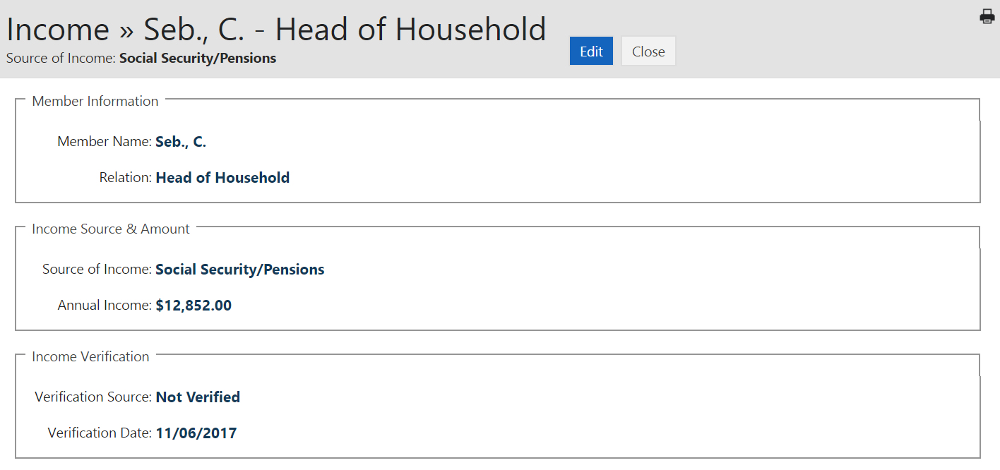 Income » Seb., C. - Head of Household
Source of Income: Social Security/Pensions
Edit
Close
Member Information
Member Name: Seb., C.
Relation: Head of Household
Income Source & Amount
Source of Income: Social Security/Pensions
Annual Income: $12,852.00
Income Verification
Verification Source: Not Verified
Verification Date: 11/06/2017